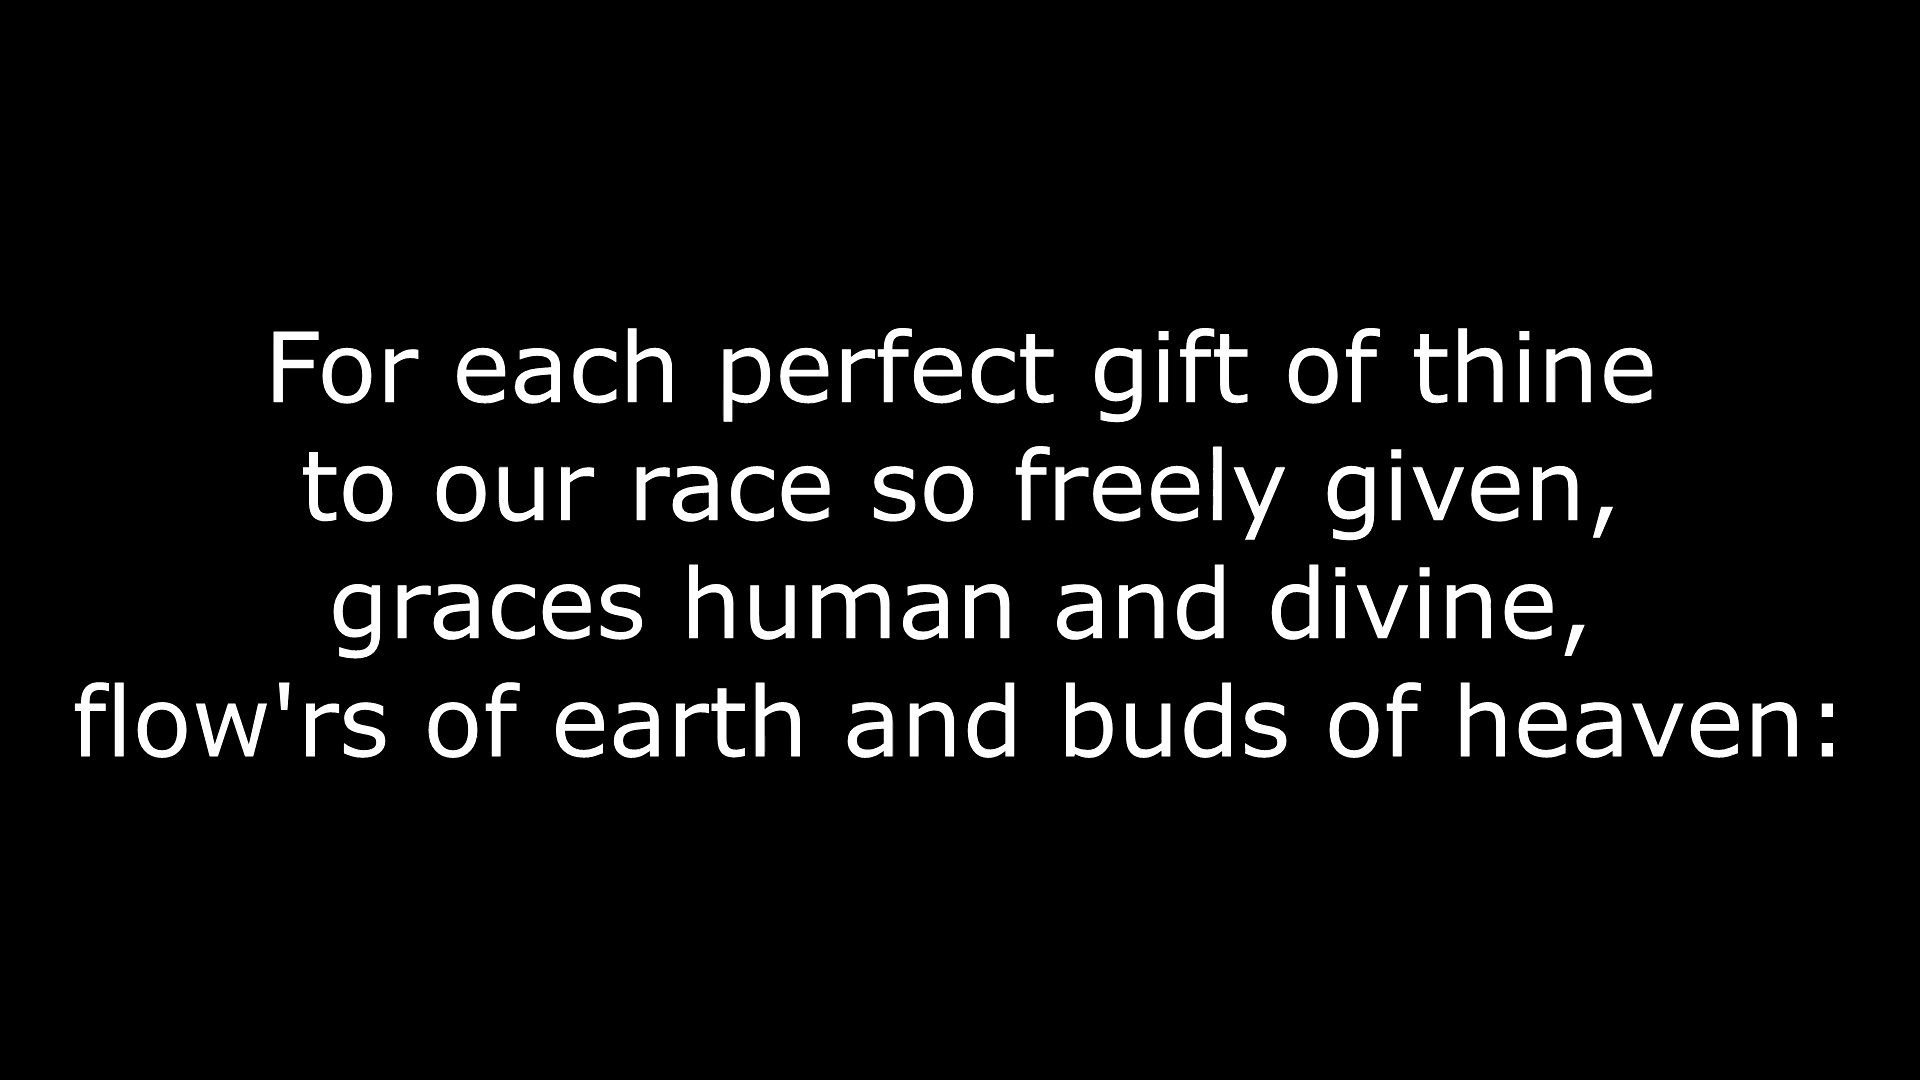 For each perfect gift of thine
to our race so freely given,
graces human and divine,
flow'rs of earth and buds of heaven: